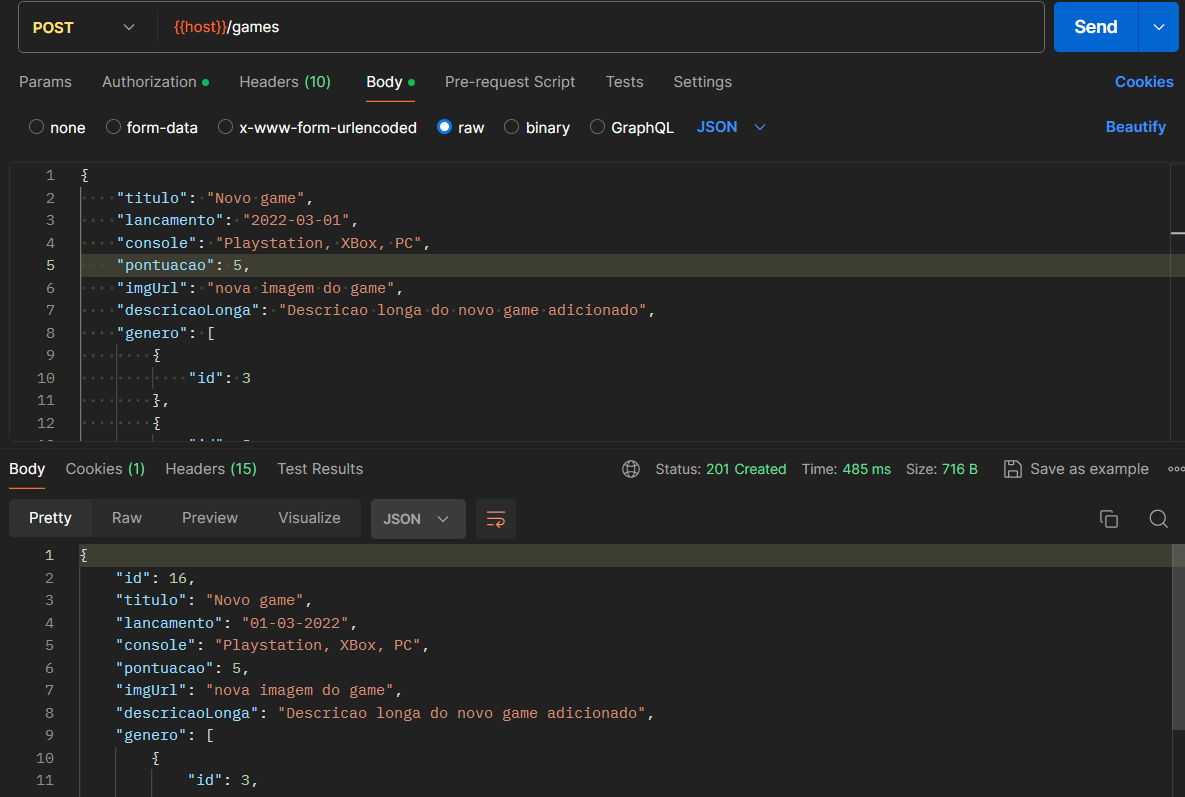 POST {{host}}/games Send
Params Authorization Headers (10) Body Pre-request Script Tests Settings Cookies
none form-data x-www-form-urlencoded raw binary GraphQL JSON Beautify
1 {
2 "titulo": "Novo game",
3 "lancamento": "2022-03-01",
4 "console": "Playstation, XBox, PC",
5 "pontuacao": 5,
6 "imgUrl": "nova imagem do game",
7 "descricaoLonga": "Descricao longa do novo game adicionado",
8 "genero": [
9 {
10 "id": 3
11 },
12 {
Body Cookies (1) Headers (15) Test Results Status: 201 Created Time: 485 ms Size: 716 B Save as example
Pretty Raw Preview Visualize JSON
1 {
2 "id": 16,
3 "titulo": "Novo game",
4 "lancamento": "01-03-2022",
5 "console": "Playstation, XBox, PC",
6 "pontuacao": 5,
7 "imgUrl": "nova imagem do game",
8 "descricaoLonga": "Descricao longa do novo game adicionado",
9 "genero": [
10 {
11 "id": 3,